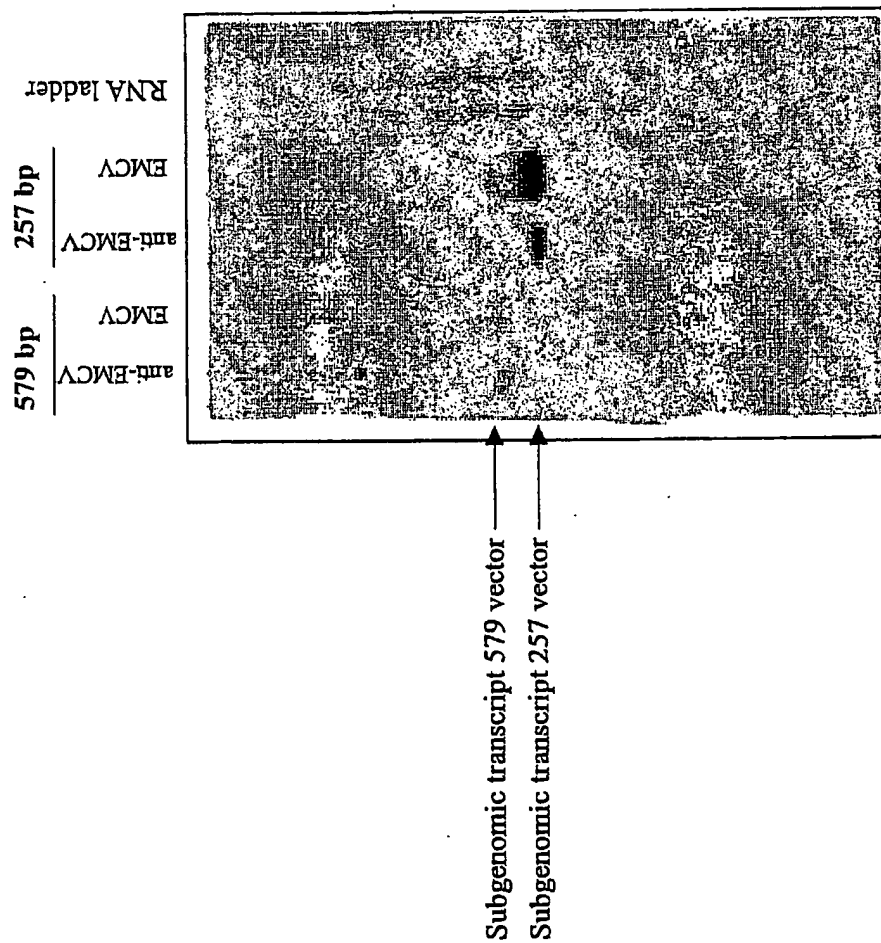 579 bp
257 bp
anti-EMCV
EMCV
anti-EMCV
EMCV
RNA ladder
Subgenomic transcript 579 vector
Subgenomic transcript 257 vector